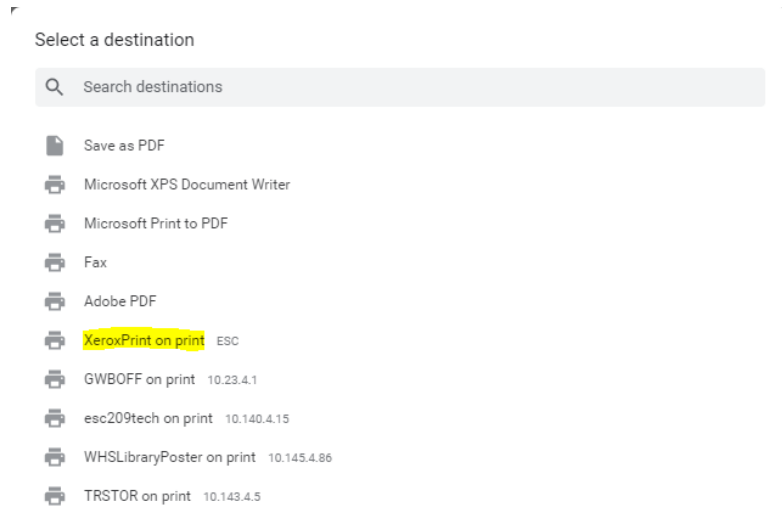 Select a destination
Search destinations
Save as PDF
Microsoft XPS Document Writer
Microsoft Print to PDF
Fax
Adobe PDF
XeroxPrint on print ESC
GWBOFF on print 10.23.4.1
esc209tech on print 10.140.4.15
WHSLibraryPoster on print 10.145.4.86
TRSTOR on print 10.143.4.5